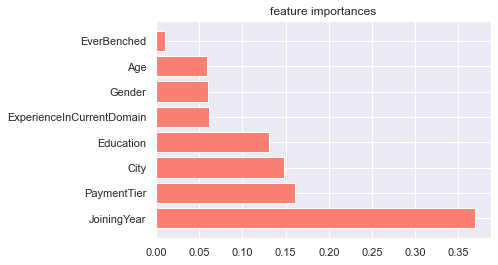 feature importances
EverBenched
Age
Gender
ExperienceInCurrentDomain
Education
City
PaymentTier
JoiningYear
0.00 0.05 0.10 0.15 0.20 0.25 0.30 0.35